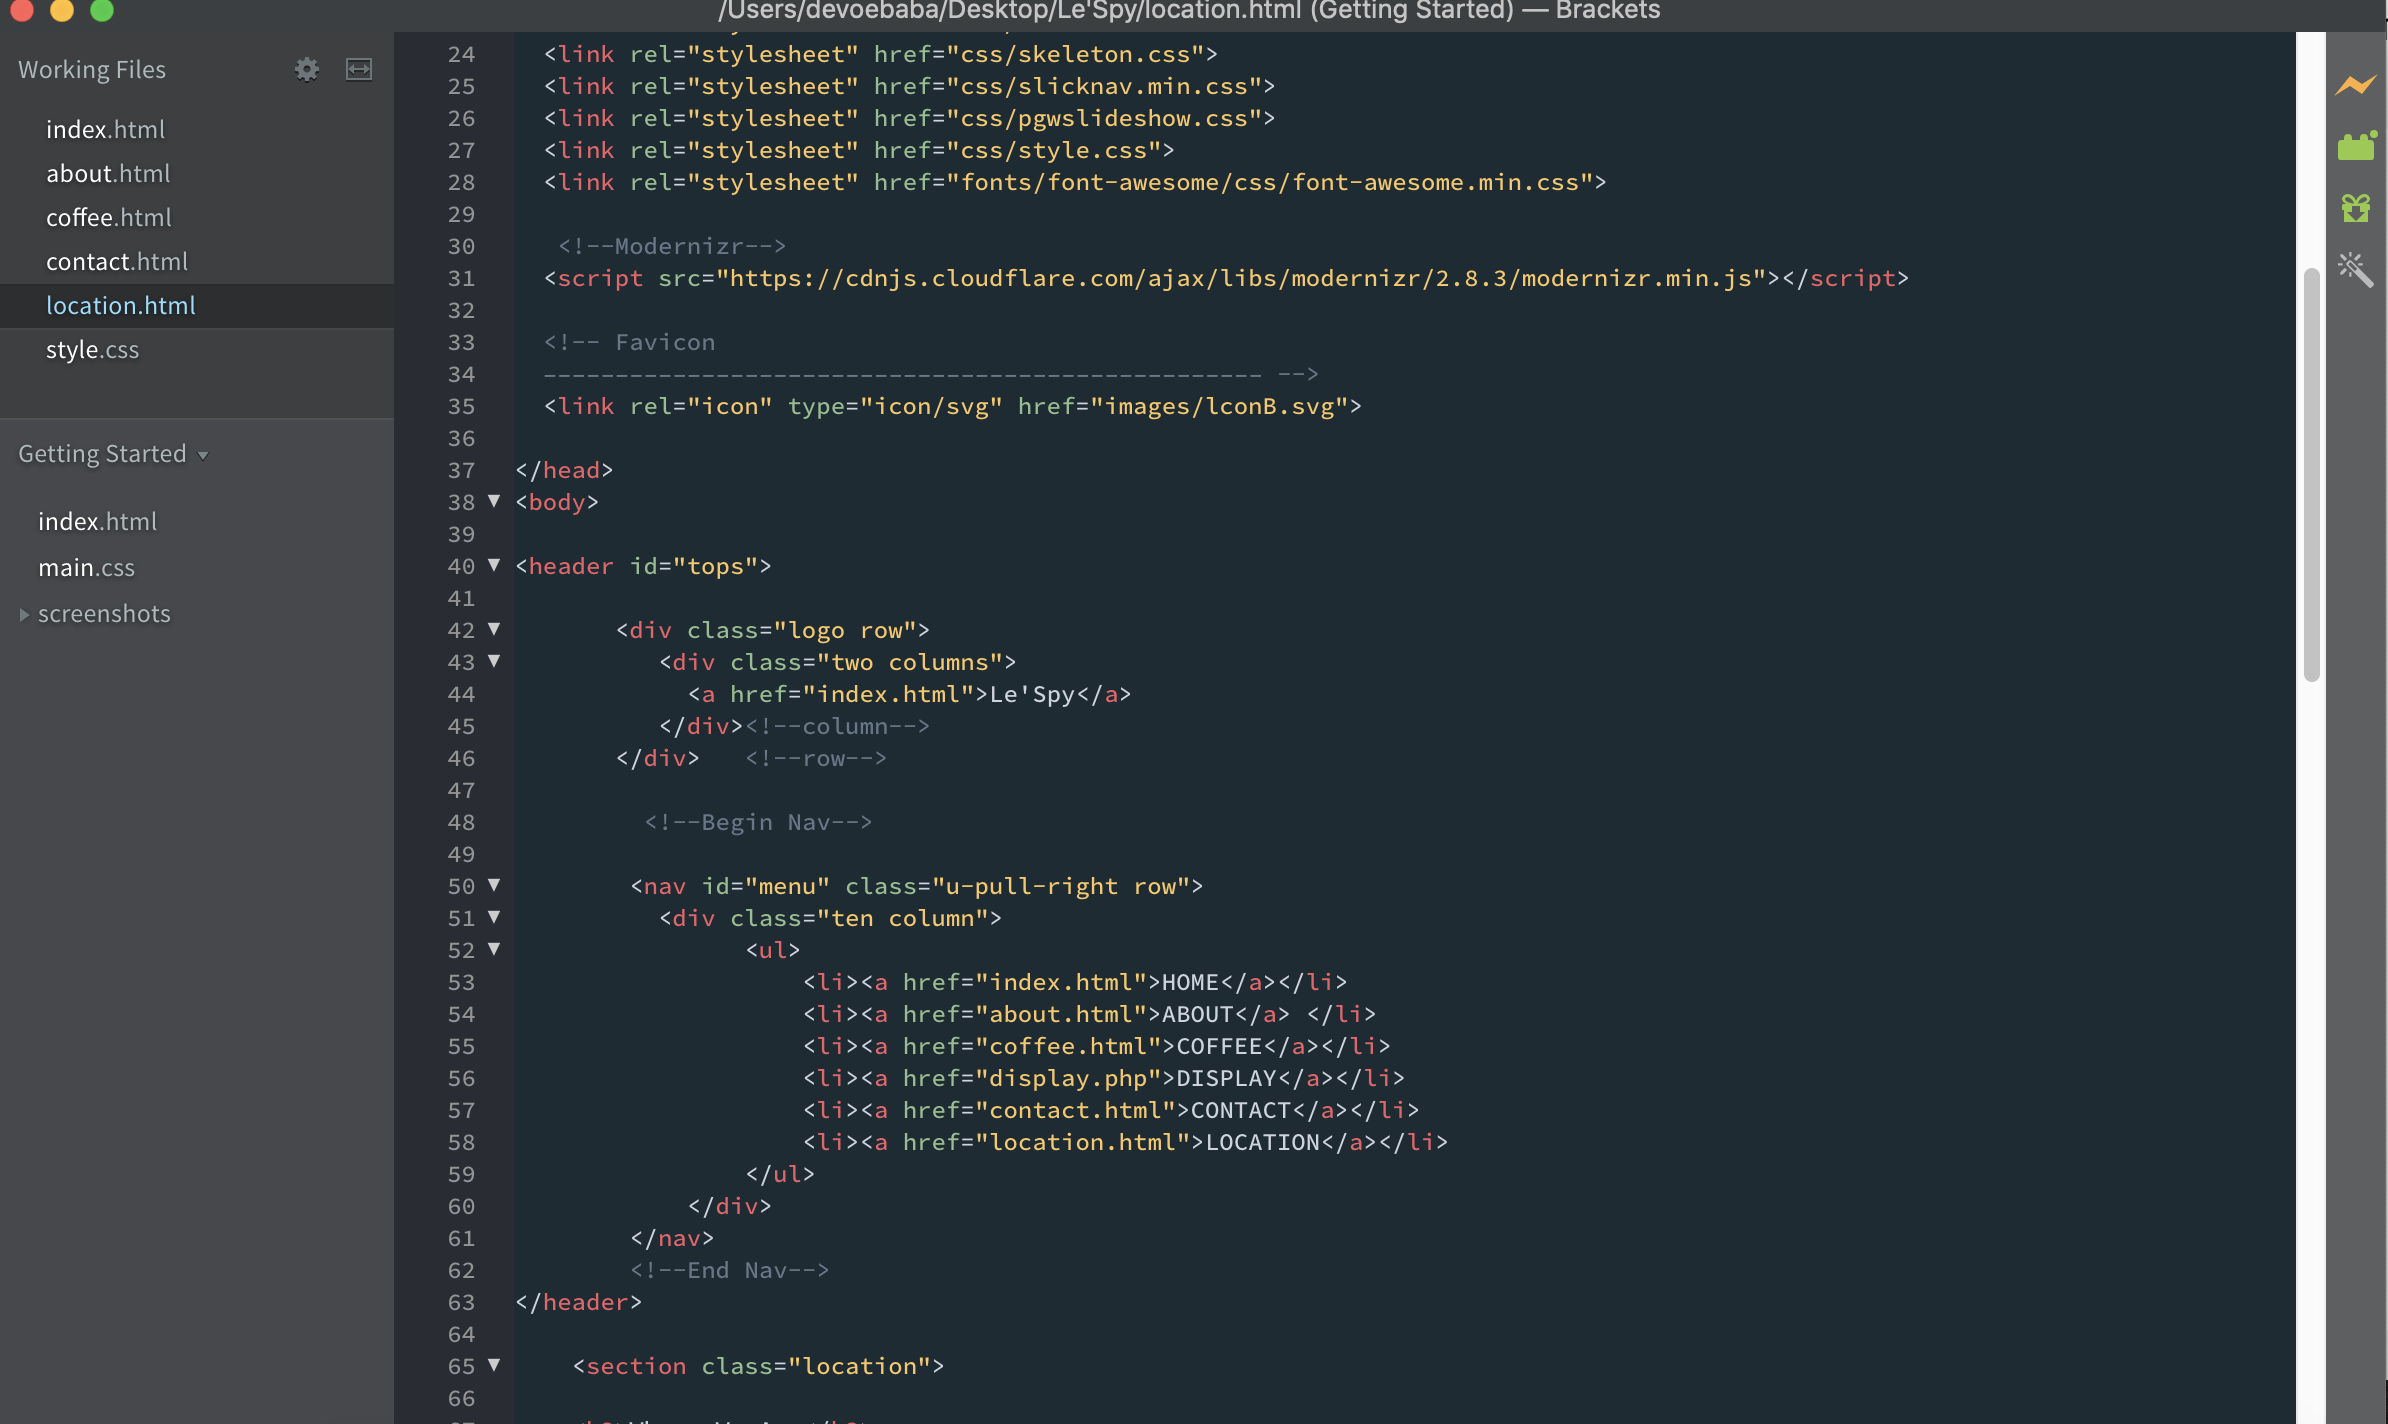 /Users/devoebaba/Desktop/Le'Spy/location.html (Getting Started) — Brackets
Working Files
index.html
about.html
coffee.html
contact.html
location.html
style.css
Getting Started
index.html
main.css
screenshots
24 <link rel="stylesheet" href="css/skeleton.css">
25 <link rel="stylesheet" href="css/slicknav.min.css">
26 <link rel="stylesheet" href="css/pgwslideshow.css">
27 <link rel="stylesheet" href="css/style.css">
28 <link rel="stylesheet" href="fonts/font-awesome/css/font-awesome.min.css">
29
30 <!--Modernizr-->
31 <script src="https://cdnjs.cloudflare.com/ajax/libs/modernizr/2.8.3/modernizr.min.js"></script>
32
33 <!-- Favicon
34 –––––––––––––––––––––––––––––––––––––––––––––––––– -->
35 <link rel="icon" type="icon/svg" href="images/lconB.svg">
36
37 </head>
38 <body>
39
40 <header id="tops">
41
42 <div class="logo row">
43 <div class="two columns">
44 <a href="index.html">Le'Spy</a>
45 </div><!--column-->
46 </div>   <!--row-->
47
48 <!--Begin Nav-->
49
50 <nav id="menu" class="u-pull-right row">
51 <div class="ten column">
52 <ul>
53 <li><a href="index.html">HOME</a></li>
54 <li><a href="about.html">ABOUT</a> </li>
55 <li><a href="coffee.html">COFFEE</a></li>
56 <li><a href="display.php">DISPLAY</a></li>
57 <li><a href="contact.html">CONTACT</a></li>
58 <li><a href="location.html">LOCATION</a></li>
59 </ul>
60 </div>
61 </nav>
62 <!--End Nav-->
63 </header>
64
65 <section class="location">
66